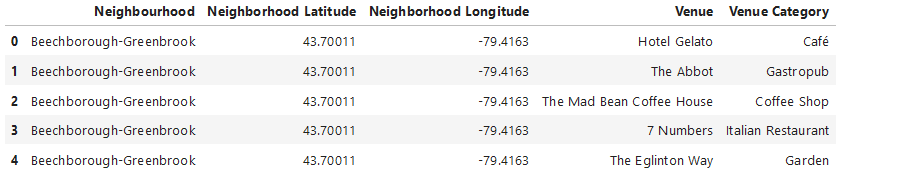 Neighbourhood Neighborhood Latitude Neighborhood Longitude Venue Venue Category
0 Beechborough-Greenbrook 43.70011 -79.4163 Hotel Gelato Café
1 Beechborough-Greenbrook 43.70011 -79.4163 The Abbot Gastropub
2 Beechborough-Greenbrook 43.70011 -79.4163 The Mad Bean Coffee House Coffee Shop
3 Beechborough-Greenbrook 43.70011 -79.4163 7 Numbers Italian Restaurant
4 Beechborough-Greenbrook 43.70011 -79.4163 The Eglinton Way Garden